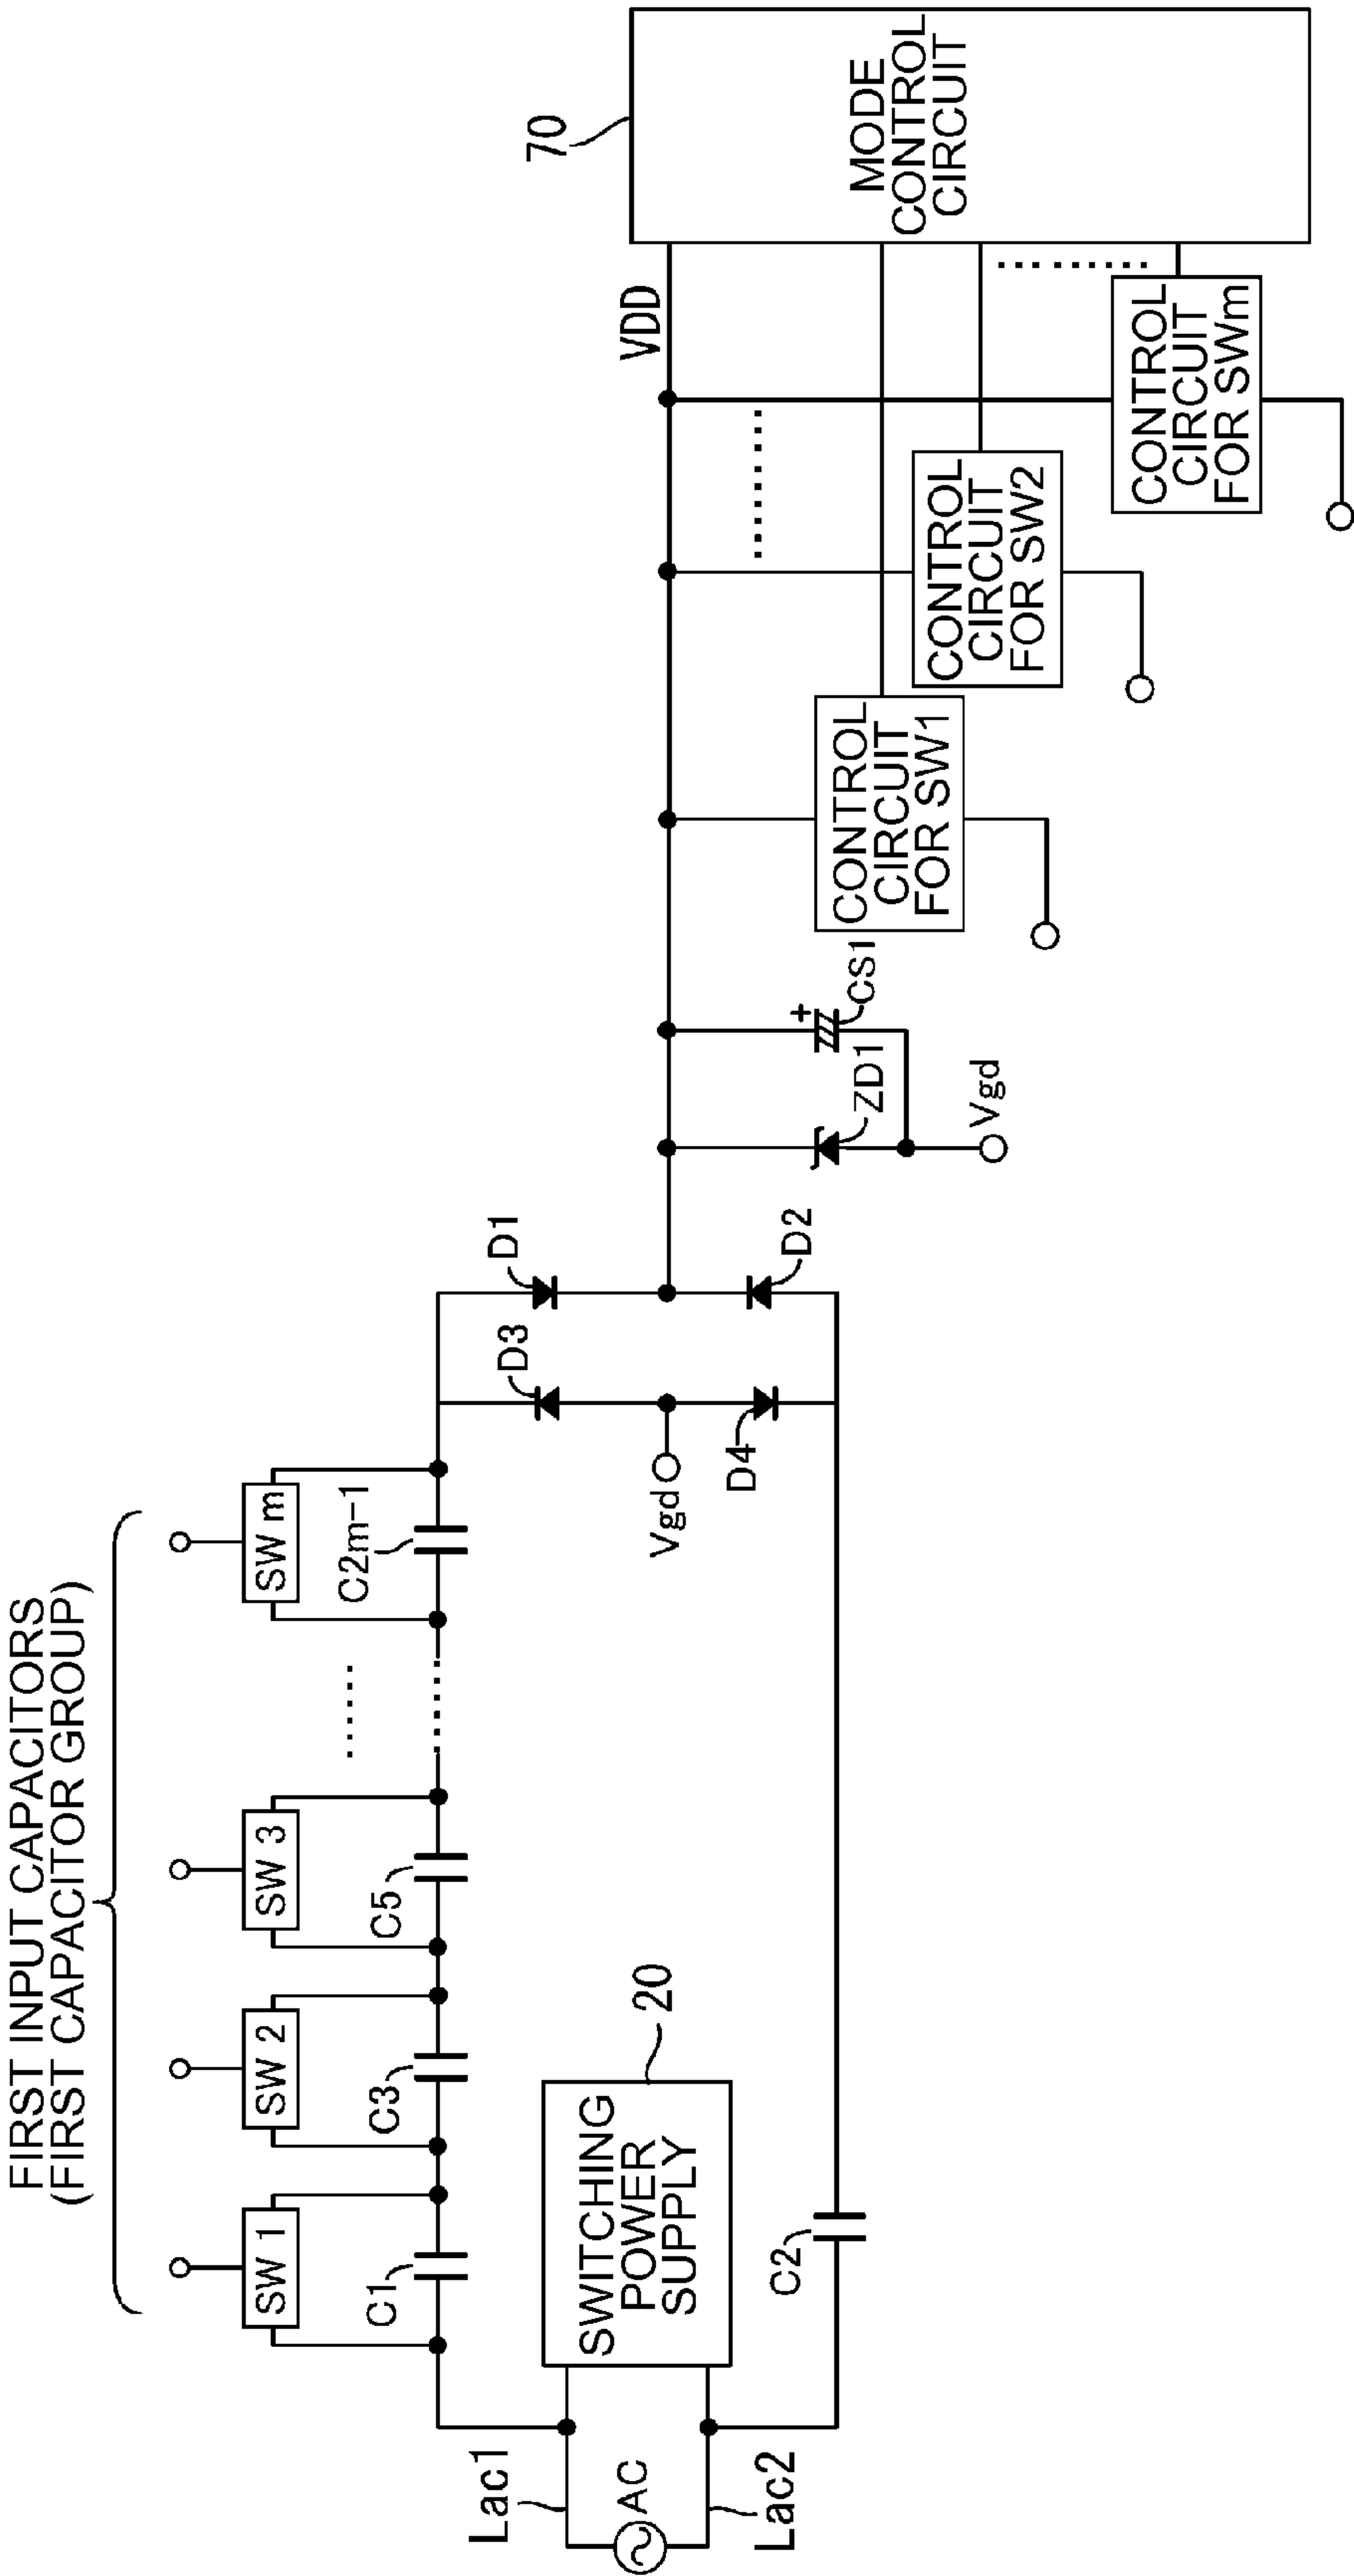 FIRST INPUT CAPACITORS
(FIRST CAPACITOR GROUP)
SW 1
SW 2
SW 3
......
SW m
C1
C3
C5
C2m-1
Lac1
AC
Lac2
SWITCHING
POWER
SUPPLY
20
C2
D3
D1
Vgd
D4
D2
ZD1
+
CS1
Vgd
VDD
CONTROL
CIRCUIT
FOR SW1
CONTROL
CIRCUIT
FOR SW2
CONTROL
CIRCUIT
FOR SWm
70
MODE
CONTROL
CIRCUIT